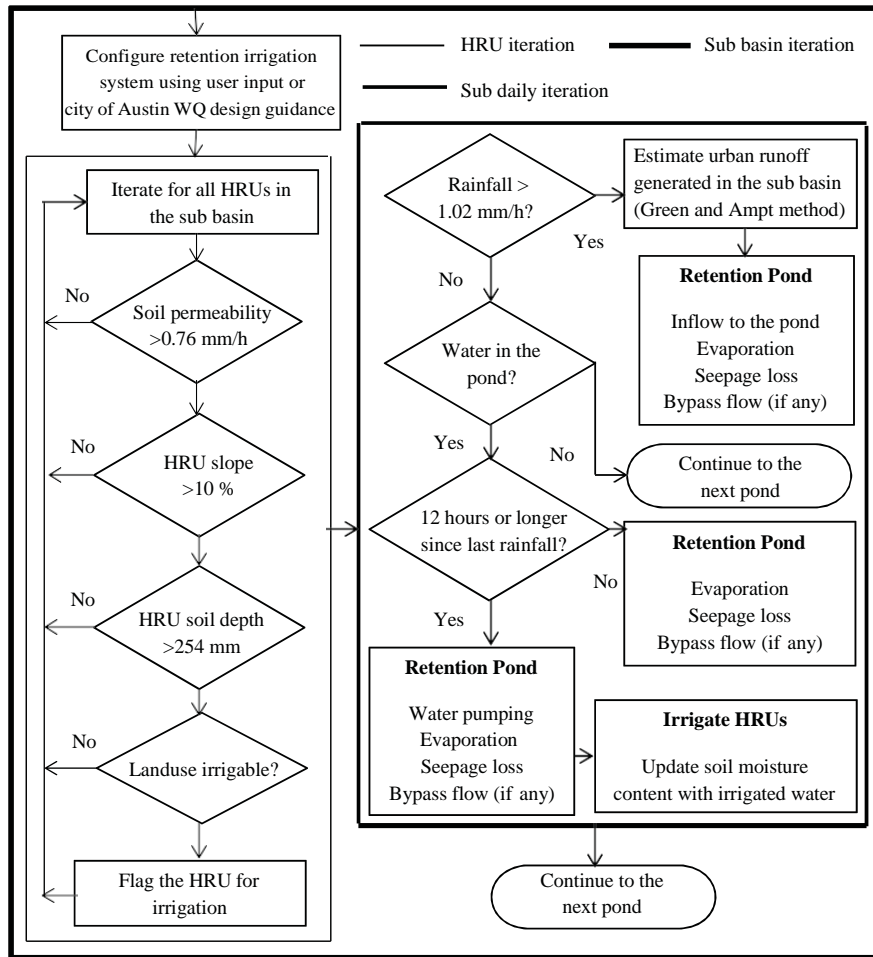 Configure retention irrigation
system using user input or
city of Austin WQ design guidance
HRU iteration
Sub basin iteration
Sub daily iteration
Iterate for all HRUs in
the sub basin
No
Soil permeability
>0.76 mm/h
No
HRU slope
>10 %
No
HRU soil depth
>254 mm
No
Landuse irrigable?
Flag the HRU for
irrigation
Rainfall >
1.02 mm/h?
Yes
Estimate urban runoff
generated in the sub basin
(Green and Ampt method)
No
Retention Pond
Inflow to the pond
Evaporation
Seepage loss
Bypass flow (if any)
Water in the
pond?
Yes
No
Continue to the
next pond
12 hours or longer
since last rainfall?
No
Retention Pond
Evaporation
Seepage loss
Bypass flow (if any)
Yes
Retention Pond
Water pumping
Evaporation
Seepage loss
Bypass flow (if any)
Irrigate HRUs
Update soil moisture
content with irrigated water
Continue to the
next pond